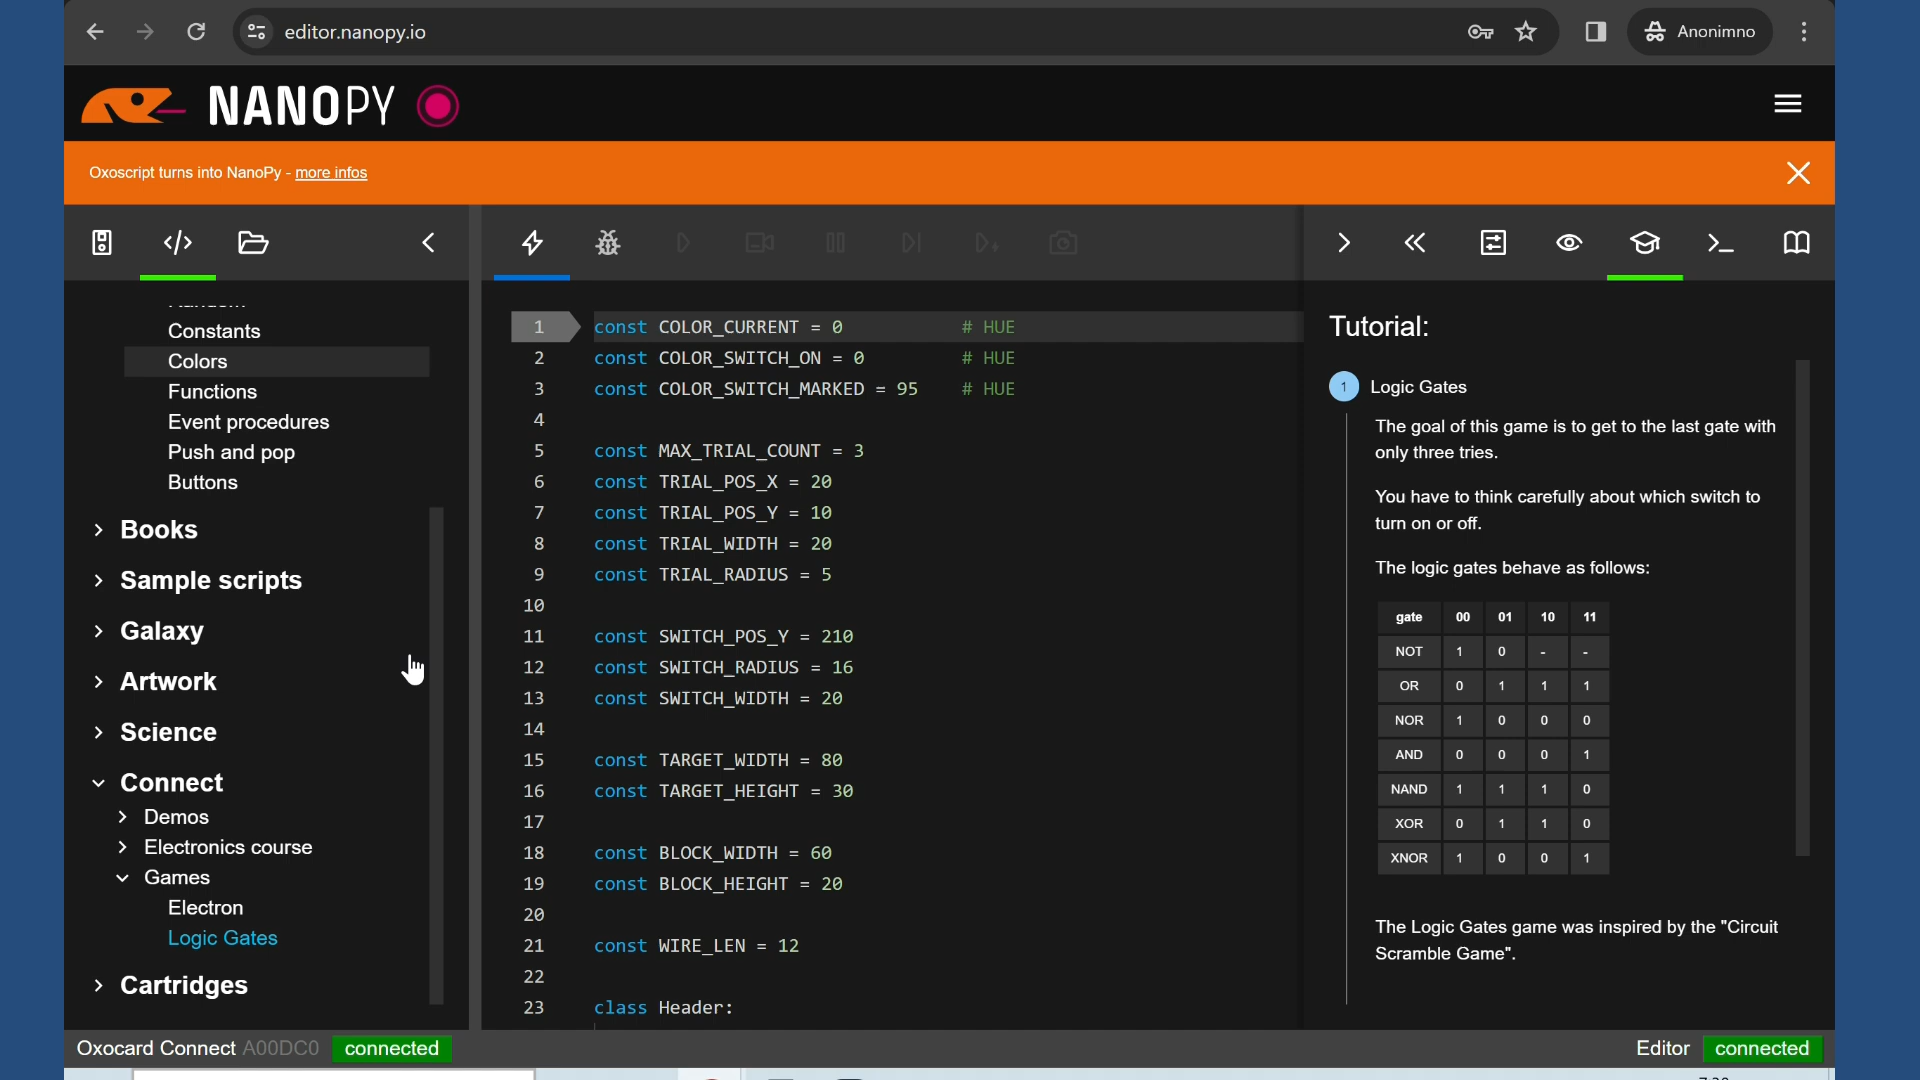 editor.nanopy.io
Anonimno
NANOPY
Oxoscript turns into NanoPy - more infos
Constants
Colors
Functions
Event procedures
Push and pop
Buttons
Books
Sample scripts
Galaxy
Artwork
Science
Connect
Demos
Electronics course
Games
Electron
Logic Gates
Cartridges
1 const COLOR_CURRENT = 0 # HUE
2 const COLOR_SWITCH_ON = 0 # HUE
3 const COLOR_SWITCH_MARKED = 95 # HUE
4
5 const MAX_TRIAL_COUNT = 3
6 const TRIAL_POS_X = 20
7 const TRIAL_POS_Y = 10
8 const TRIAL_WIDTH = 20
9 const TRIAL_RADIUS = 5
10
11 const SWITCH_POS_Y = 210
12 const SWITCH_RADIUS = 16
13 const SWITCH_WIDTH = 20
14
15 const TARGET_WIDTH = 80
16 const TARGET_HEIGHT = 30
17
18 const BLOCK_WIDTH = 60
19 const BLOCK_HEIGHT = 20
20
21 const WIRE_LEN = 12
22
23 class Header:
Tutorial:
1 Logic Gates
The goal of this game is to get to the last gate with
only three tries.
You have to think carefully about which switch to
turn on or off.
The logic gates behave as follows:
gate 00 01 10 11
NOT 1 0 - -
OR 0 1 1 1
NOR 1 0 0 0
AND 0 0 0 1
NAND 1 1 1 0
XOR 0 1 1 0
XNOR 1 0 0 1
The Logic Gates game was inspired by the "Circuit
Scramble Game".
Oxocard Connect A00DC0 connected
Editor connected